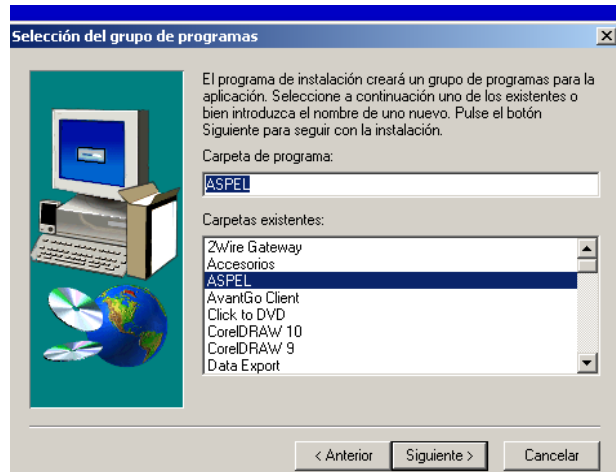 Selección del grupo de programas
El programa de instalación creará un grupo de programas para la
aplicación. Seleccione a continuación uno de los existentes o
bien introduzca el nombre de uno nuevo. Pulse el botón
Siguiente para seguir con la instalación.
Carpeta de programa:
ASPEL
Carpetas existentes:
2Wire Gateway
Accesorios
ASPEL
AvantGo Client
Click to DVD
CorelDRAW 10
CorelDRAW 9
Data Export
< Anterior
Siguiente >
Cancelar